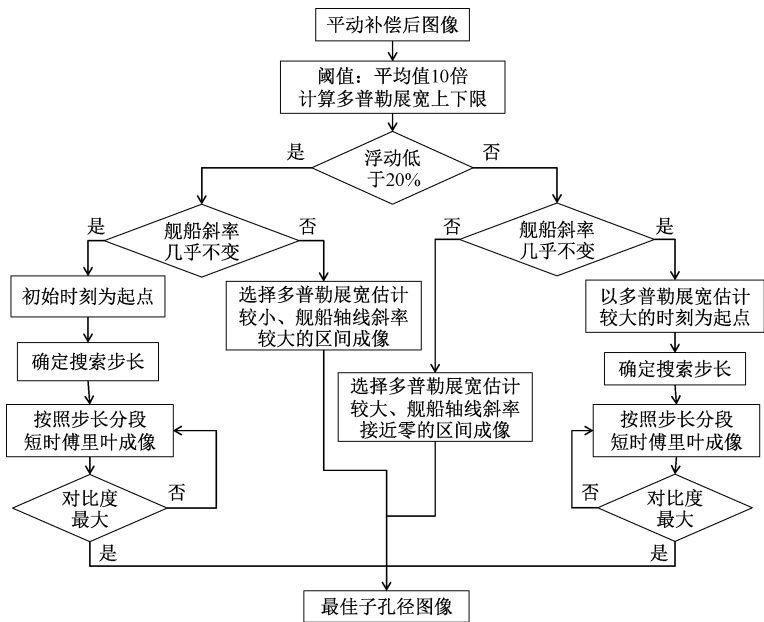 平动补偿后图像
阈值：平均值10倍
计算多普勒展宽上下限
浮动低
于20%
是
否
舰船斜率
几乎不变
是
否
舰船斜率
几乎不变
否
是
初始时刻为起点
选择多普勒展宽估计
较小、舰船轴线斜率
较大的区间成像
以多普勒展宽估计
较大的时刻为起点
确定搜索步长
选择多普勒展宽估计
较大、舰船轴线斜率
接近零的区间成像
确定搜索步长
按照步长分段
短时傅里叶成像
按照步长分段
短时傅里叶成像
对比度
最大
否
是
对比度
最大
否
是
最佳子孔径图像